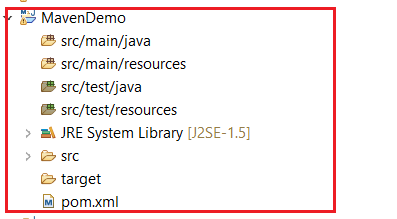 MavenDemo
src/main/java
src/main/resources
src/test/java
src/test/resources
JRE System Library [J2SE-1.5]
src
target
pom.xml